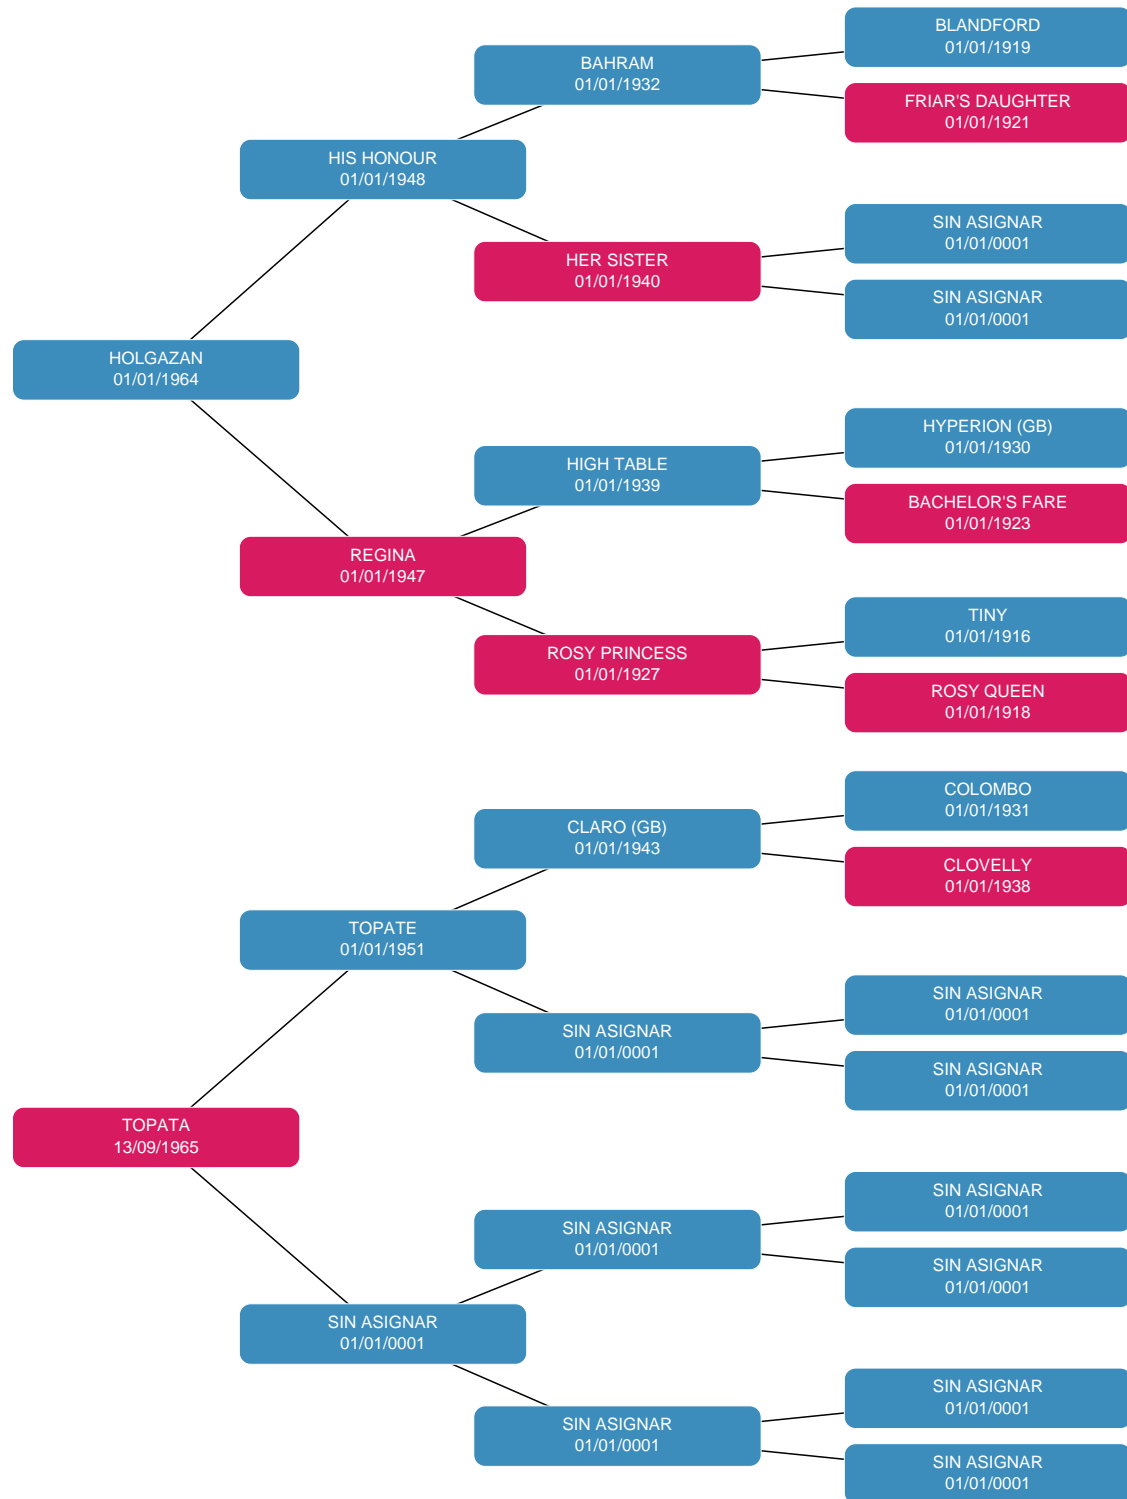 BLANDFORD
01/01/1919
BAHRAM
01/01/1932
FRIAR'S DAUGHTER
01/01/1921
HIS HONOUR
01/01/1948
SIN ASIGNAR
01/01/0001
HER SISTER
01/01/1940
SIN ASIGNAR
01/01/0001
HOLGAZAN
01/01/1964
HYPERION (GB)
01/01/1930
HIGH TABLE
01/01/1939
BACHELOR'S FARE
01/01/1923
REGINA
01/01/1947
TINY
01/01/1916
ROSY PRINCESS
01/01/1927
ROSY QUEEN
01/01/1918
COLOMBO
01/01/1931
CLARO (GB)
01/01/1943
CLOVELLY
01/01/1938
TOPATE
01/01/1951
SIN ASIGNAR
01/01/0001
SIN ASIGNAR
01/01/0001
SIN ASIGNAR
01/01/0001
TOPATA
13/09/1965
SIN ASIGNAR
01/01/0001
SIN ASIGNAR
01/01/0001
SIN ASIGNAR
01/01/0001
SIN ASIGNAR
01/01/0001
SIN ASIGNAR
01/01/0001
SIN ASIGNAR
01/01/0001
SIN ASIGNAR
01/01/0001